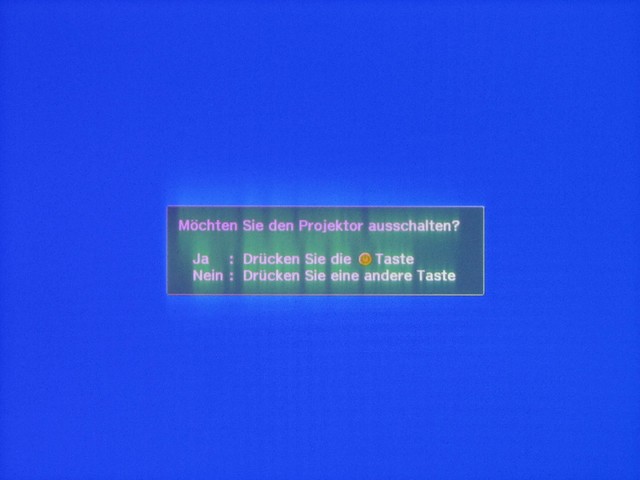 Möchten Sie den Projektor ausschalten?
Ja : Drücken Sie die Taste
Nein : Drücken Sie eine andere Taste